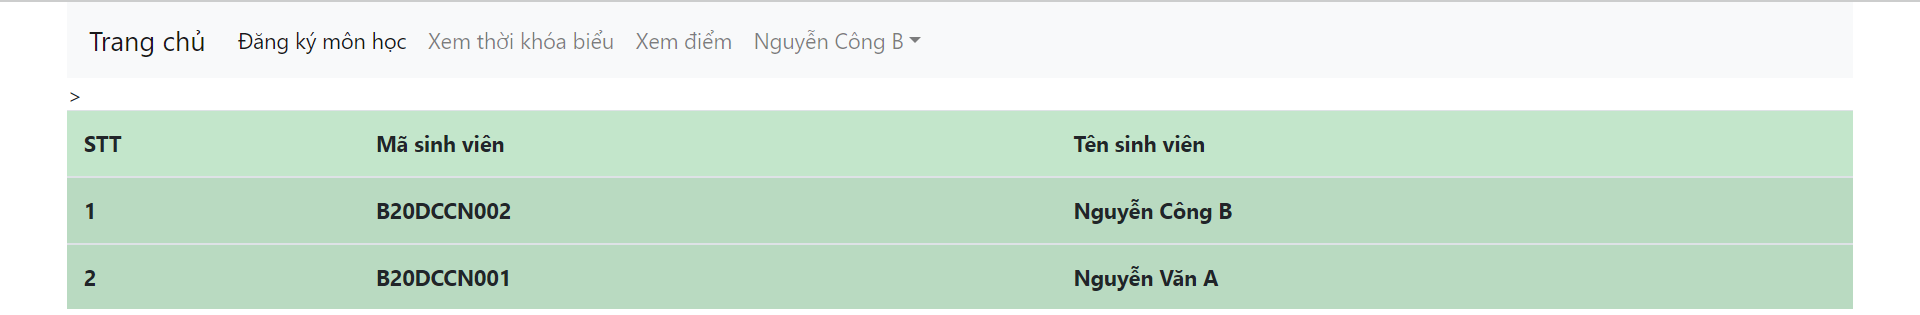 Trang chủ Đăng ký môn học Xem thời khóa biểu Xem điểm Nguyễn Công B
>
STT Mã sinh viên Tên sinh viên
1 B20DCCN002 Nguyễn Công B
2 B20DCCN001 Nguyễn Văn A